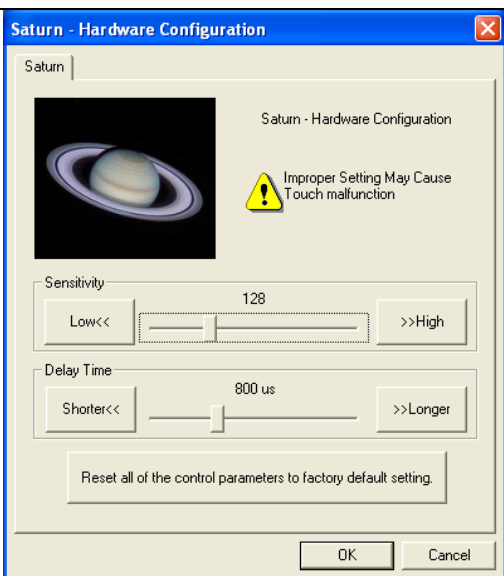 Saturn - Hardware Configuration
Saturn
Saturn - Hardware Configuration
Improper Setting May Cause
Touch malfunction
Sensitivity
128
Low<<
>>High
Delay Time
800 us
Shorter<<
>>Longer
Reset all of the control parameters to factory default setting.
OK
Cancel